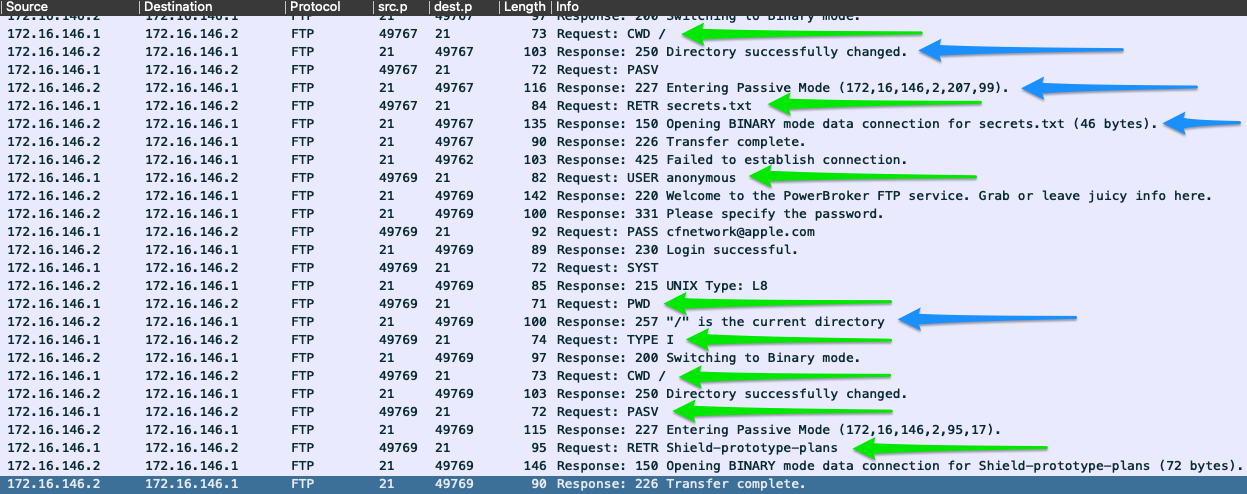 Source Destination Protocol src.p dest.p Length Info
172.16.146.2 172.16.146.1 FTP 21 49767 97 Response: 200 Switching to Binary mode.
172.16.146.1 172.16.146.2 FTP 49767 21 73 Request: CWD /
172.16.146.2 172.16.146.1 FTP 21 49767 103 Response: 250 Directory successfully changed.
172.16.146.1 172.16.146.2 FTP 49767 21 72 Request: PASV
172.16.146.2 172.16.146.1 FTP 21 49767 116 Response: 227 Entering Passive Mode (172,16,146,2,207,99).
172.16.146.1 172.16.146.2 FTP 49767 21 84 Request: RETR secrets.txt
172.16.146.2 172.16.146.1 FTP 21 49767 135 Response: 150 Opening BINARY mode data connection for secrets.txt (46 bytes).
172.16.146.2 172.16.146.1 FTP 21 49767 90 Response: 226 Transfer complete.
172.16.146.2 172.16.146.1 FTP 21 49762 103 Response: 425 Failed to establish connection.
172.16.146.1 172.16.146.2 FTP 49769 21 82 Request: USER anonymous
172.16.146.2 172.16.146.1 FTP 21 49769 142 Response: 220 Welcome to the PowerBroker FTP service. Grab or leave juicy info here.
172.16.146.2 172.16.146.1 FTP 21 49769 100 Response: 331 Please specify the password.
172.16.146.1 172.16.146.2 FTP 49769 21 92 Request: PASS cfnetwork@apple.com
172.16.146.2 172.16.146.1 FTP 21 49769 89 Response: 230 Login successful.
172.16.146.1 172.16.146.2 FTP 49769 21 72 Request: SYST
172.16.146.2 172.16.146.1 FTP 21 49769 85 Response: 215 UNIX Type: L8
172.16.146.1 172.16.146.2 FTP 49769 21 71 Request: PWD
172.16.146.2 172.16.146.1 FTP 21 49769 100 Response: 257 "/" is the current directory
172.16.146.1 172.16.146.2 FTP 49769 21 74 Request: TYPE I
172.16.146.2 172.16.146.1 FTP 21 49769 97 Response: 200 Switching to Binary mode.
172.16.146.1 172.16.146.2 FTP 49769 21 73 Request: CWD /
172.16.146.2 172.16.146.1 FTP 21 49769 103 Response: 250 Directory successfully changed.
172.16.146.1 172.16.146.2 FTP 49769 21 72 Request: PASV
172.16.146.2 172.16.146.1 FTP 21 49769 115 Response: 227 Entering Passive Mode (172,16,146,2,95,17).
172.16.146.1 172.16.146.2 FTP 49769 21 95 Request: RETR Shield-prototype-plans
172.16.146.2 172.16.146.1 FTP 21 49769 146 Response: 150 Opening BINARY mode data connection for Shield-prototype-plans (72 bytes).
172.16.146.2 172.16.146.1 FTP 21 49769 90 Response: 226 Transfer complete.